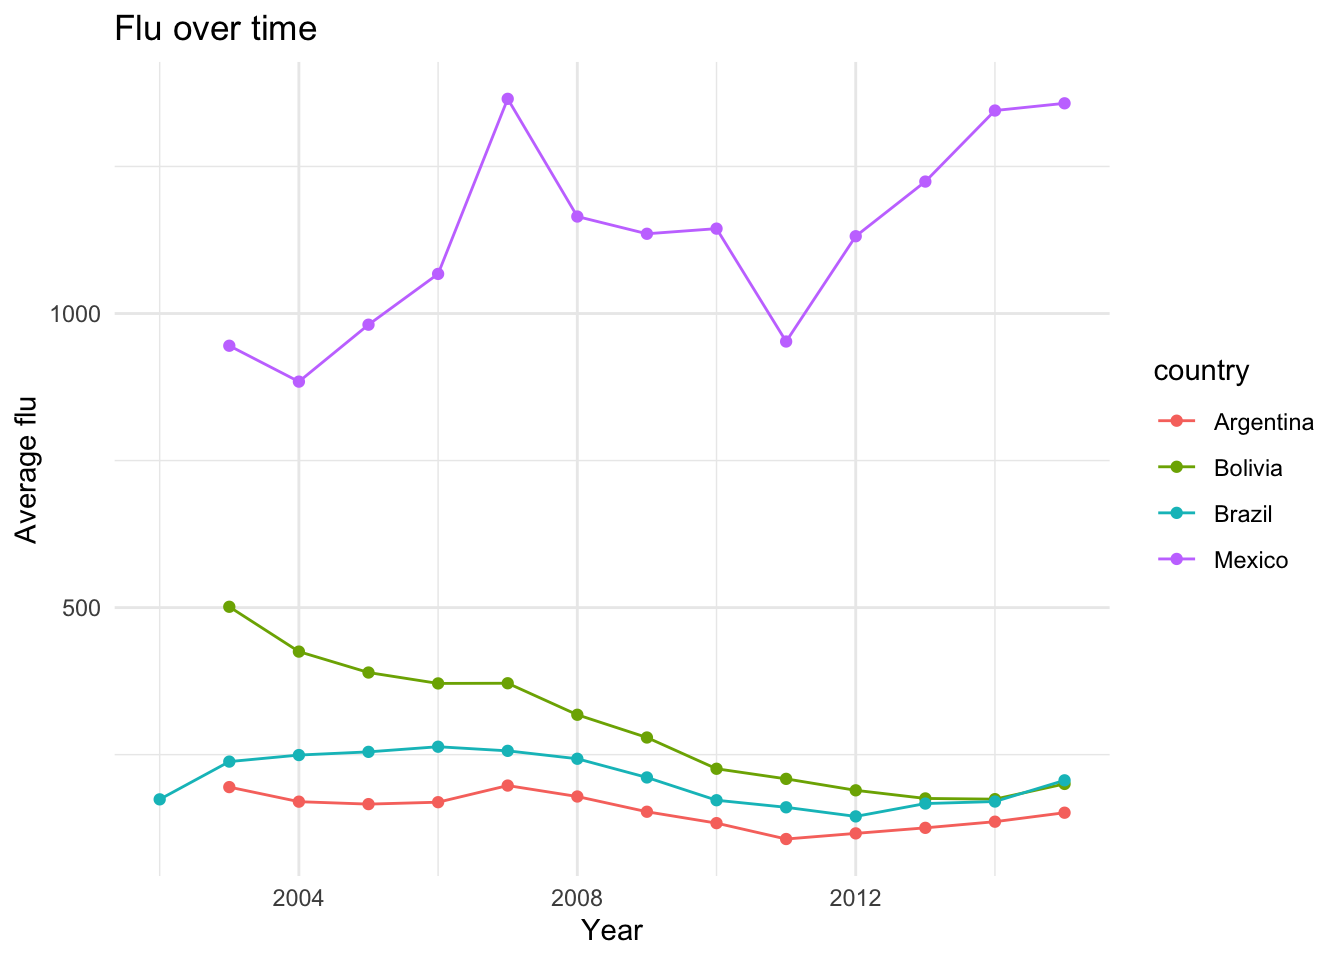 Flu over time
1000
500
Average flu
2004
2008
2012
Year
country
Argentina
Bolivia
Brazil
Mexico